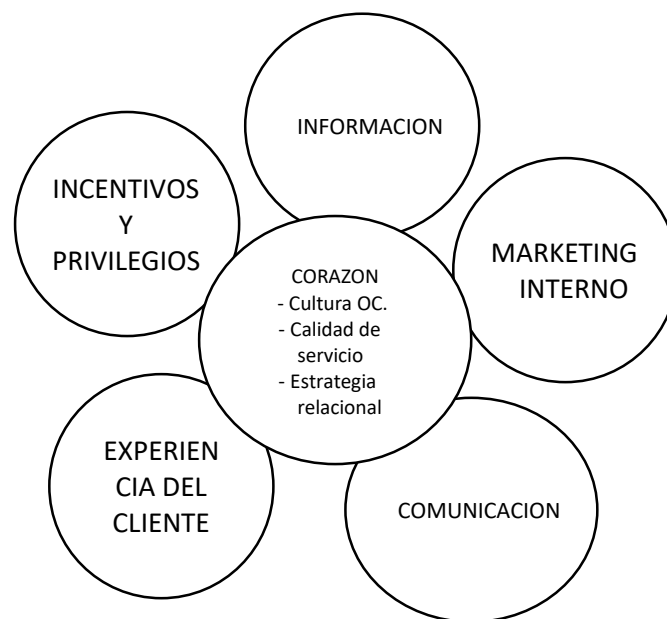 INFORMACION
INCENTIVOS
Y
PRIVILEGIOS
MARKETING
INTERNO
CORAZON
- Cultura OC.
- Calidad de
servicio
- Estrategia
relacional
EXPERIEN
CIA DEL
CLIENTE
COMUNICACION